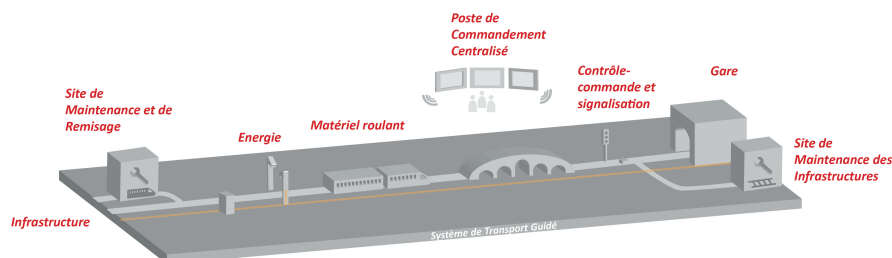 Poste de
Commandement
Centralisé
Contrôle-
commande et
signalisation
Gare
Site de
Maintenance et de
Remisage
Energie
Matériel roulant
Site de
Maintenance des
Infrastructures
Infrastructure
Système de Transport Guidé